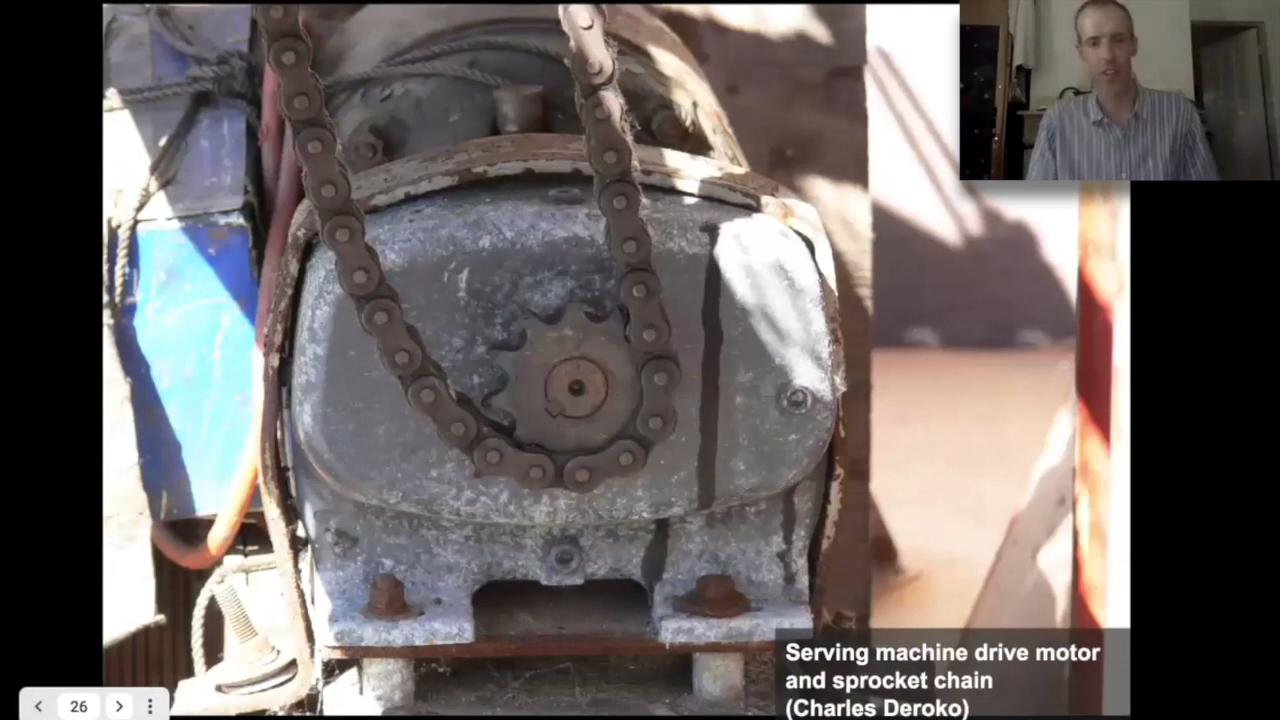 Serving machine drive motor
and sprocket chain
(Charles Deroko)
26